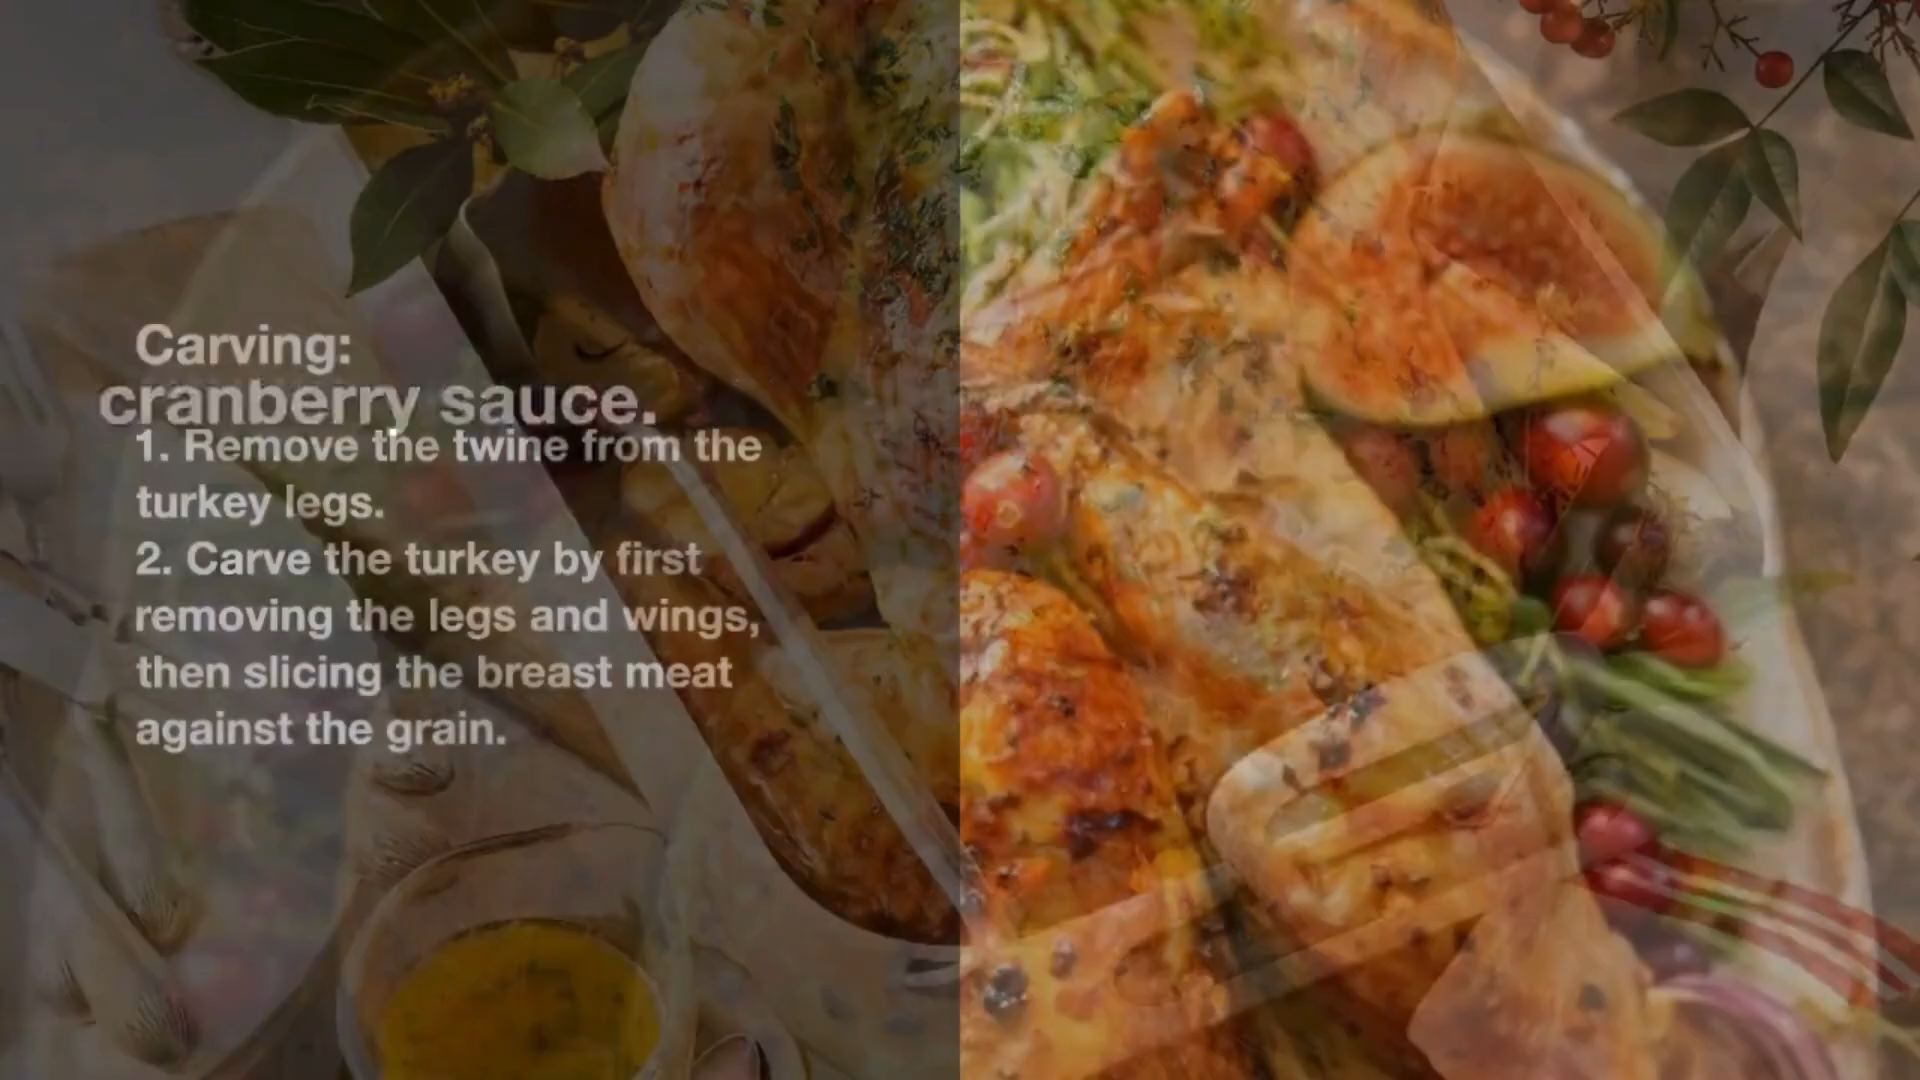 Carving:
cranberry sauce.
1. Remove the twine from the
turkey legs.
2. Carve the turkey by first
removing the legs and wings,
then slicing the breast meat
against the grain.